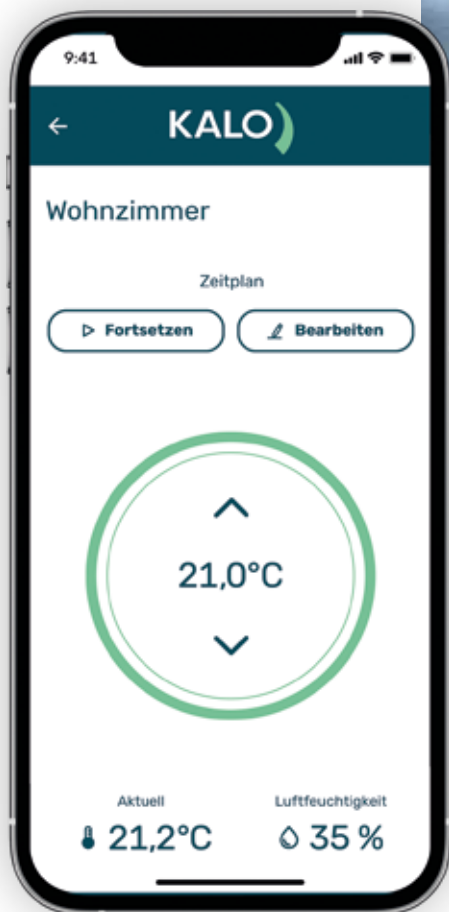 9:41
KALO
Wohnzimmer
Zeitplan
Fortsetzen Bearbeiten
21,0°C
Aktuell Luftfeuchtigkeit
21,2°C 35 %